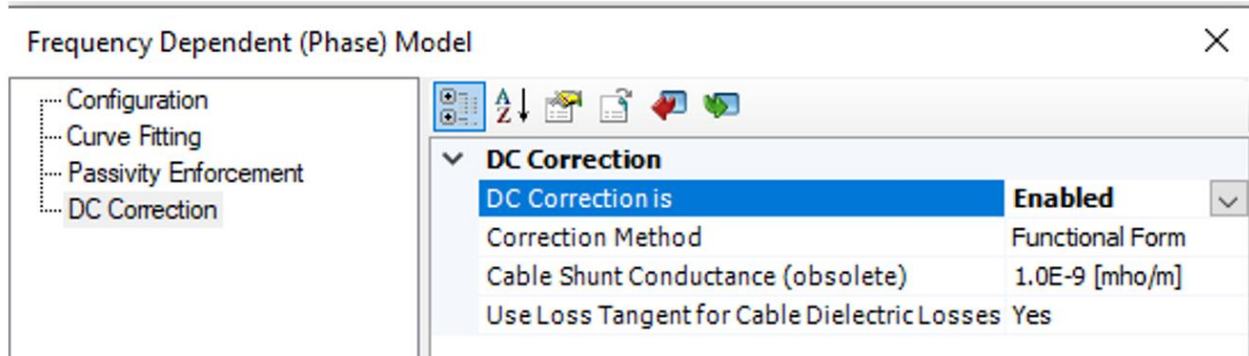 Frequency Dependent (Phase) Model
Configuration
Curve Fitting
Passivity Enforcement
DC Correction
DC Correction
DC Correction is Enabled
Correction Method Functional Form
Cable Shunt Conductance (obsolete) 1.0E-9 [mho/m]
Use Loss Tangent for Cable Dielectric Losses Yes